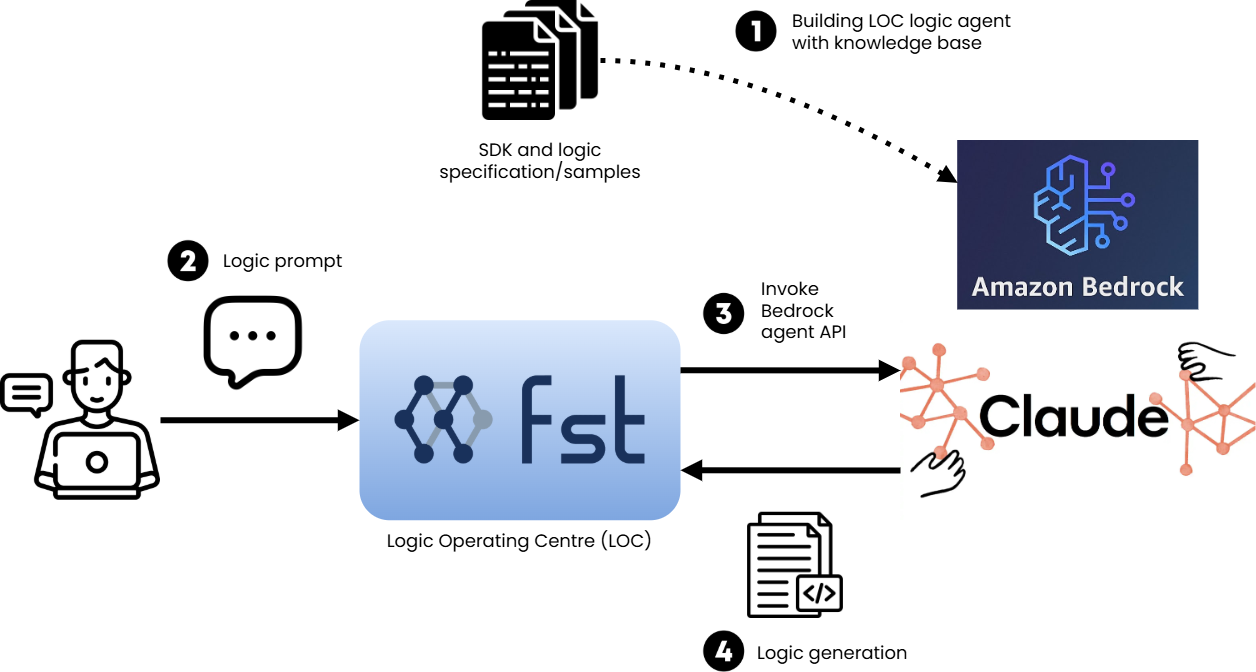 1
Building LOC logic agent
with knowledge base
SDK and logic
specification/samples
Amazon Bedrock
2
Logic prompt
3
Invoke
Bedrock
agent API
fst
Claude
Logic Operating Centre (LOC)
</>
4
Logic generation